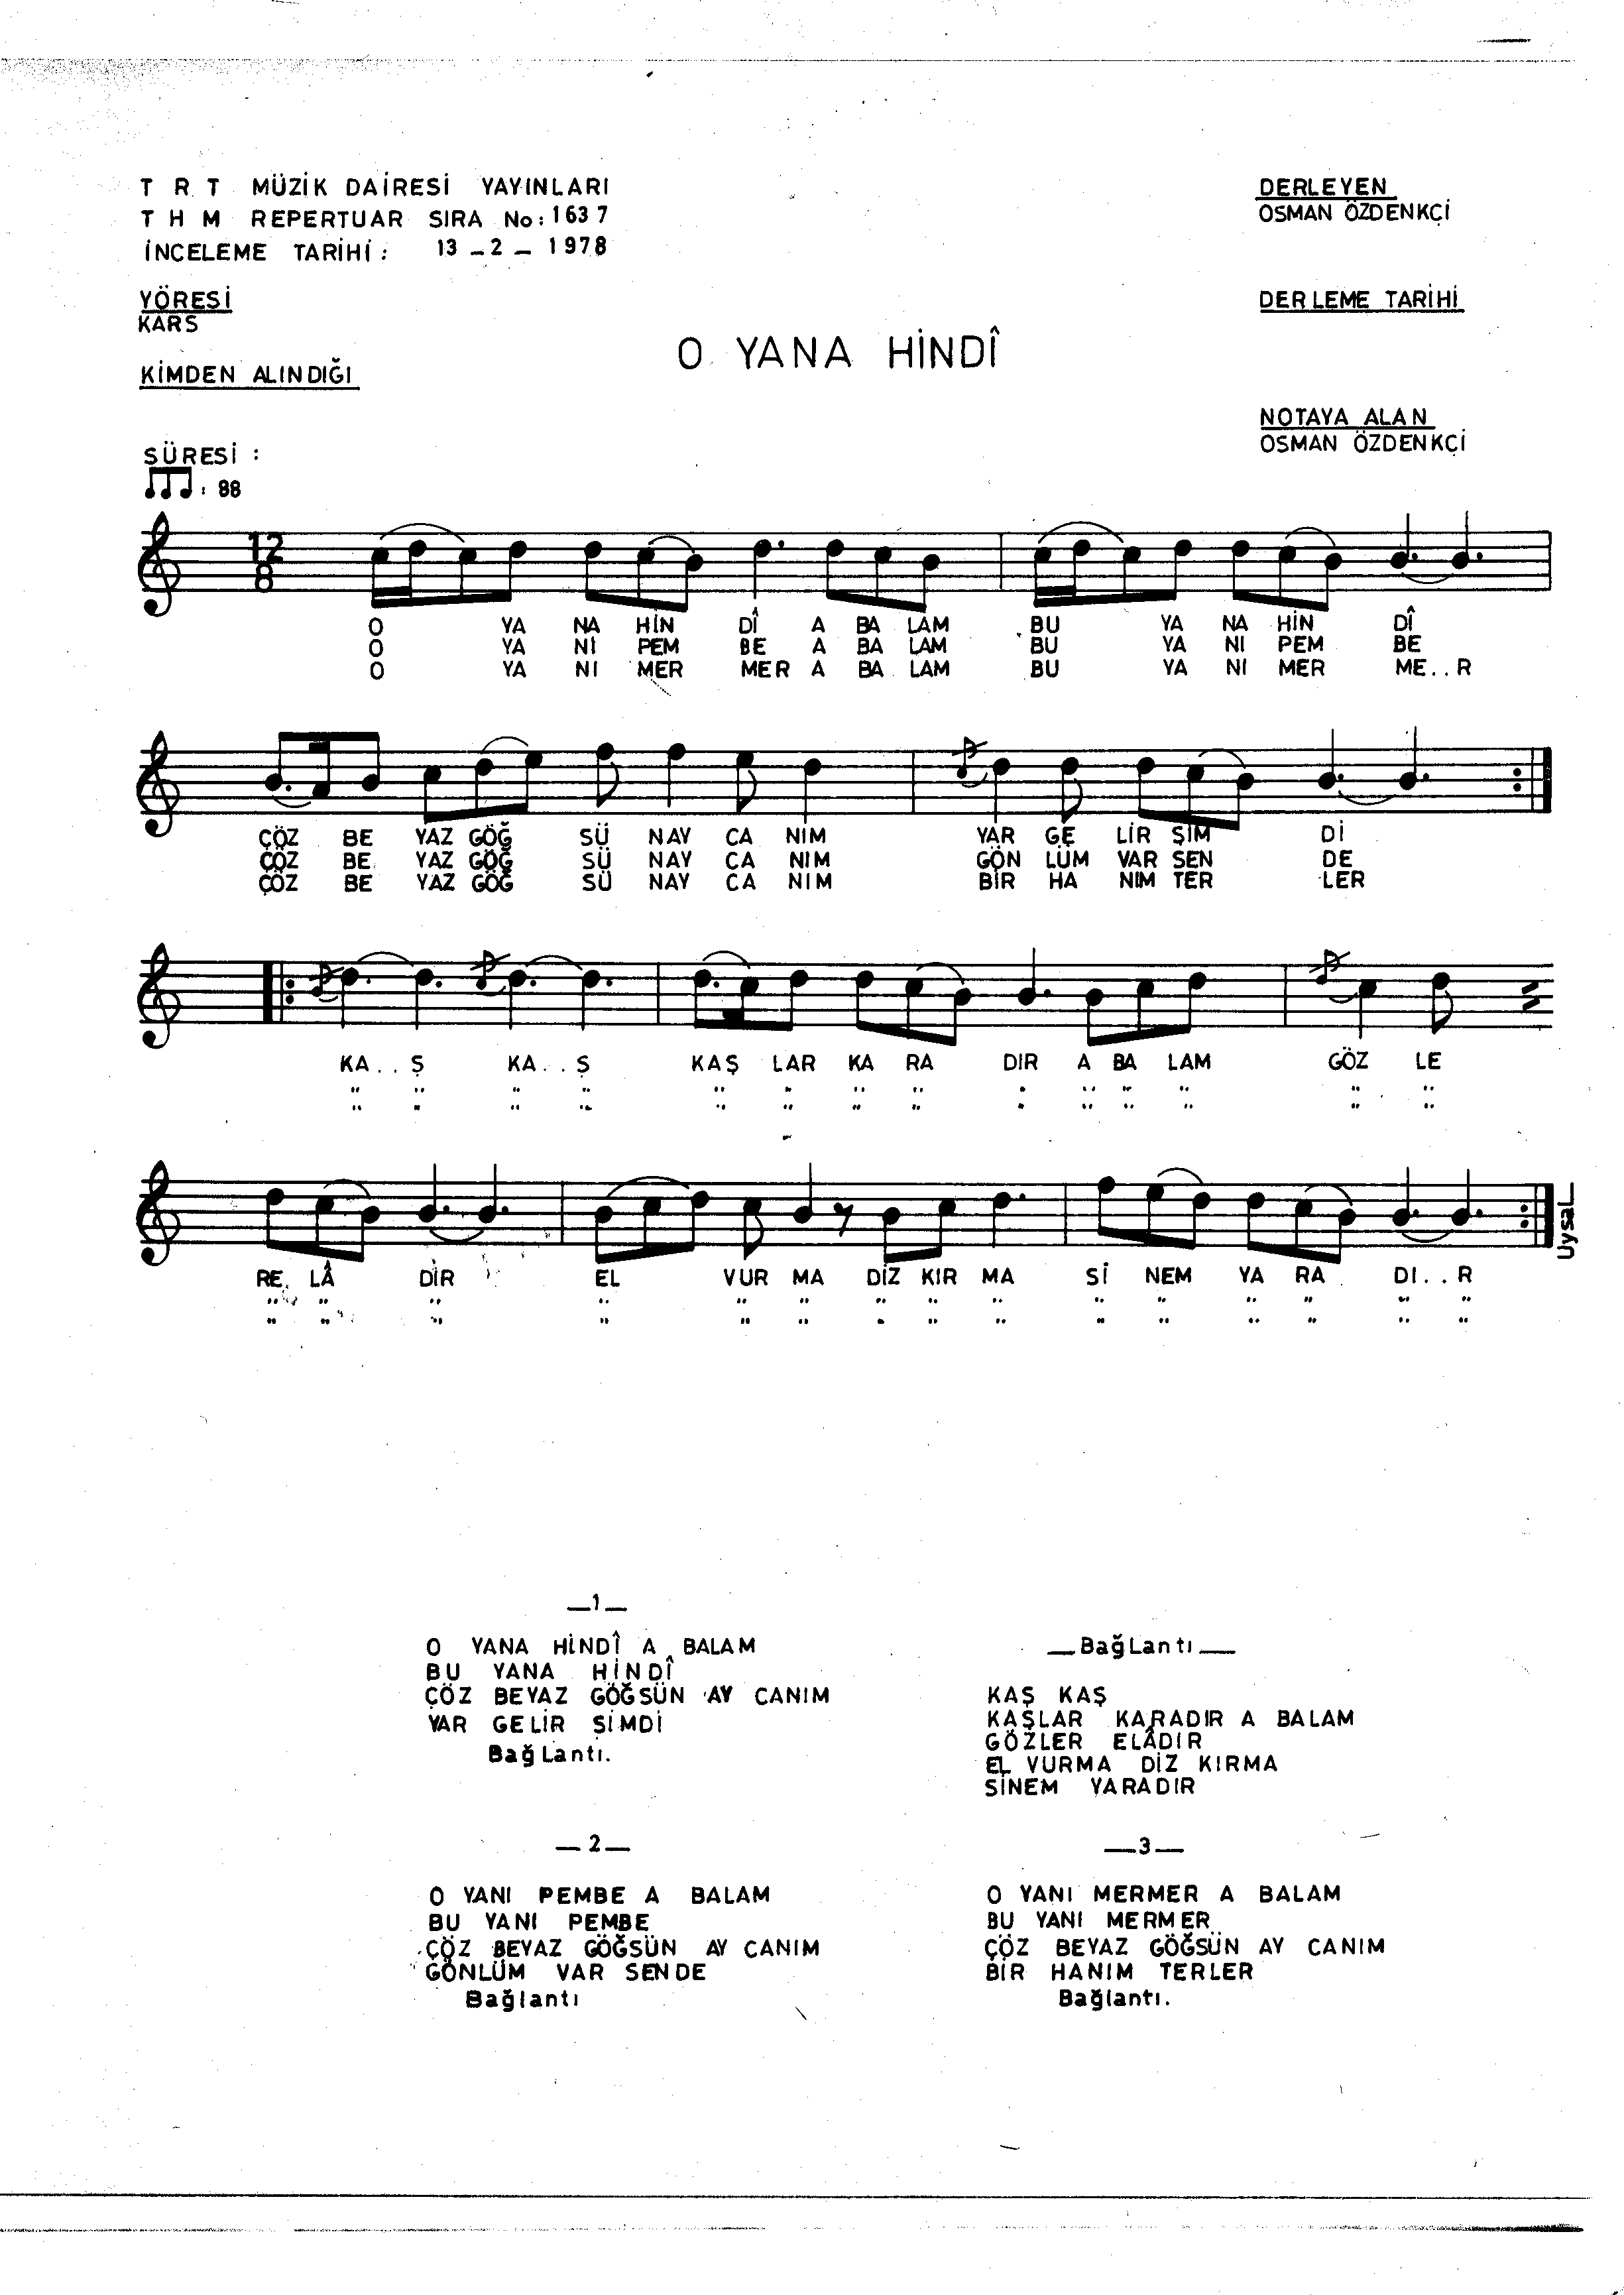 T R T MÜZİK DAİRESİ YAYINLARI
T H M REPERTUAR SIRA No: 1637
İNCELEME TARİHİ: 13 _ 2 _ 1978
DERLEYEN
OSMAN ÖZDENKÇİ
YÖRESİ
KARS
DERLEME TARİHİ
O YANA HİNDÎ
KİMDEN ALINDIĞI
NOTAYA ALAN
OSMAN ÖZDENKÇİ
SÜRESİ :
: 88
12
8
O YA NA HİN DÎ A BA LAM BU YA NA HİN DÎ
O YA NI PEM BE A BA LAM BU YA NI PEM BE
O YA NI MER MER A BA LAM BU YA NI MER ME..R
ÇÖZ BE YAZ GÖĞ SÜ NAY CA NIM YAR GE LİR ŞİM Dİ
ÇÖZ BE YAZ GÖĞ SÜ NAY CA NIM GÖN LÜM VAR SEN DE
ÇÖZ BE YAZ GÖĞ SÜ NAY CA NIM BİR HA NIM TER LER
KA..Ş KA..Ş KAŞ LAR KA RA DIR A BA LAM GÖZ LE
" " " " " " " " " " " " " "
" " " " " " " " " " " " " "
RE LÂ DİR EL VUR MA DİZ KIR MA Sİ NEM YA RA DI..R
" " " " " " " " " " " " " " "
" " " " " " " " " " " " " " "
Uysal
_1_
O YANA HİNDÎ A BALAM
BU YANA HİNDÎ
ÇÖZ BEYAZ GÖĞSÜN AY CANIM
YAR GELİR ŞİMDİ
Bağlantı.
_Bağlantı_
KAŞ KAŞ
KAŞLAR KARADIR A BALAM
GÖZLER ELÂDIR
EL VURMA DİZ KIRMA
SİNEM YARADIR
_2_
O YANI PEMBE A BALAM
BU YANI PEMBE
ÇÖZ BEYAZ GÖĞSÜN AY CANIM
GÖNLÜM VAR SENDE
Bağlantı
_3_
O YANI MERMER A BALAM
BU YANI MERMER
ÇÖZ BEYAZ GÖĞSÜN AY CANIM
BİR HANIM TERLER
Bağlantı.